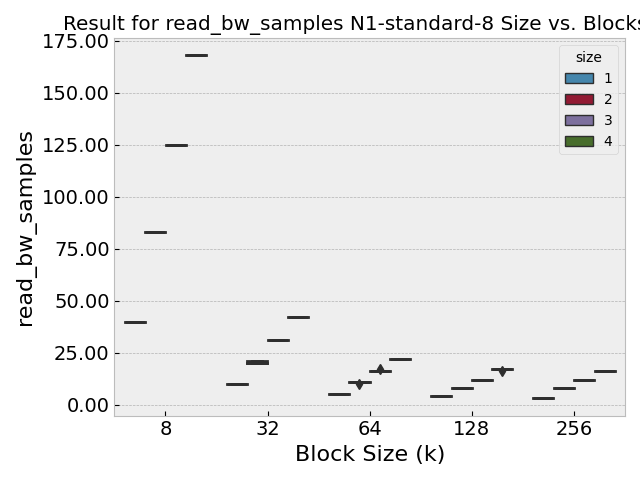 Result for read_bw_samples N1-standard-8 Size vs. Blocks
175.00
150.00
125.00
100.00
75.00
50.00
25.00
0.00
read_bw_samples
size
1
2
3
4
8 32 64 128 256
Block Size (k)